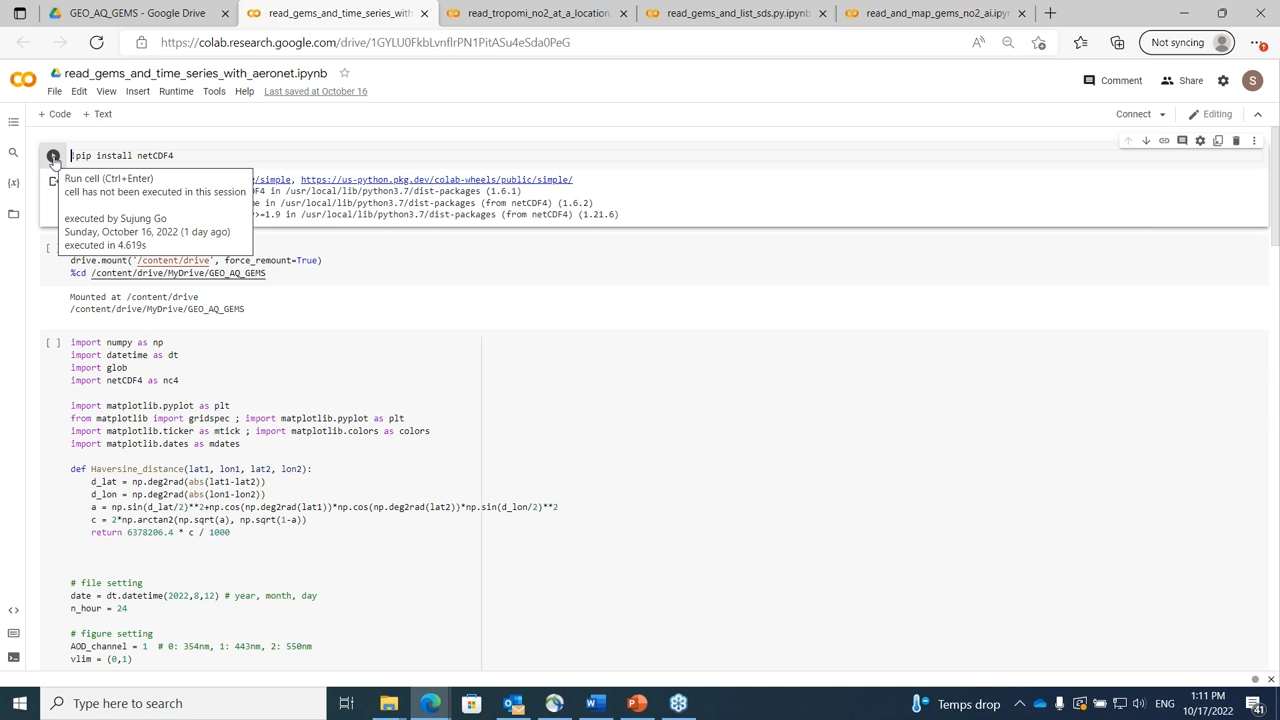 GEO_AQ_GEMS - Google Drive
read_gems_and_time_series_with_
read_tropomi_no2_at_a_location.
read_gems_and_list_sds.py.ipynb
read_and_map_gems_no2_ai.ipyn
https://colab.research.google.com/drive/1GYLU0FkbLvnflrPN1PitASu4eSda0PeG
Not syncing
read_gems_and_time_series_with_aeronet.ipynb
Comment
Share
S
File Edit View Insert Runtime Tools Help Last saved at October 16
+ Code + Text
Connect
Editing
!pip install netCDF4
Run cell (Ctrl+Enter)
cell has not been executed in this session
executed by Sujung Go
Sunday, October 16, 2022 (1 day ago)
executed in 4.619s
g/simple, https://us-python.pkg.dev/colab-wheels/public/simple/
DF4 in /usr/local/lib/python3.7/dist-packages (1.6.1)
me in /usr/local/lib/python3.7/dist-packages (from netCDF4) (1.6.2)
y>=1.9 in /usr/local/lib/python3.7/dist-packages (from netCDF4) (1.21.6)
drive.mount('/content/drive', force_remount=True)
%cd /content/drive/MyDrive/GEO_AQ_GEMS
Mounted at /content/drive
/content/drive/MyDrive/GEO_AQ_GEMS
[ ] import numpy as np
import datetime as dt
import glob
import netCDF4 as nc4
import matplotlib.pyplot as plt
from matplotlib import gridspec ; import matplotlib.pyplot as plt
import matplotlib.ticker as mtick ; import matplotlib.colors as colors
import matplotlib.dates as mdates
def Haversine_distance(lat1, lon1, lat2, lon2):
d_lat = np.deg2rad(abs(lat1-lat2))
d_lon = np.deg2rad(abs(lon1-lon2))
a = np.sin(d_lat/2)**2+np.cos(np.deg2rad(lat1))*np.cos(np.deg2rad(lat2))*np.sin(d_lon/2)**2
c = 2*np.arctan2(np.sqrt(a), np.sqrt(1-a))
return 6378206.4 * c / 1000
# file setting
date = dt.datetime(2022,8,12) # year, month, day
n_hour = 24
# figure setting
AOD_channel = 1 # 0: 354nm, 1: 443nm, 2: 550nm
vlim = (0,1)
Type here to search
Temps drop
ENG
1:11 PM
10/17/2022
41